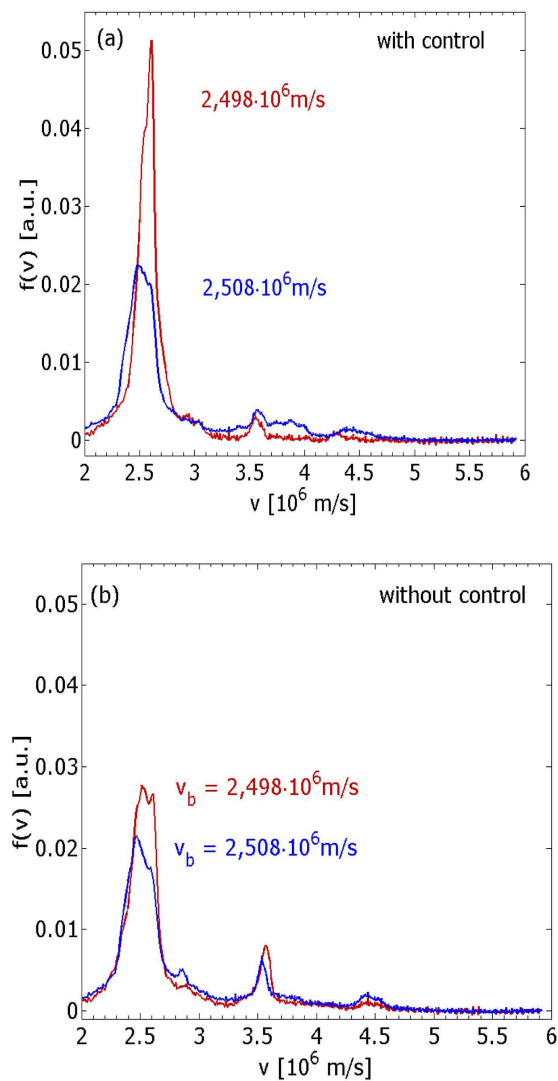 (a)
with control
2,498·10⁶m/s
2,508·10⁶m/s
f(v) [a.u.]
0.05
0.04
0.03
0.02
0.01
0
2 2.5 3 3.5 4 4.5 5 5.5 6
v [10⁶ m/s]
(b)
without control
v_b = 2,498·10⁶m/s
v_b = 2,508·10⁶m/s
f(v) [a.u.]
0.05
0.04
0.03
0.02
0.01
0
2 2.5 3 3.5 4 4.5 5 5.5 6
v [10⁶ m/s]